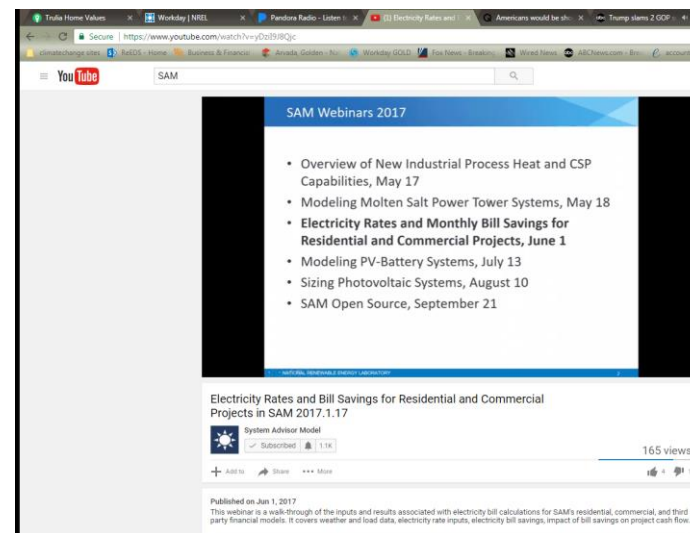 Trulia Home Values
Workday | NREL
Pandora Radio - Listen
(1) Electricity Rates and
Americans would be
Trump slams 2 GOP
Secure | https://www.youtube.com/watch?v=
climatechange sites ReEDS - Home Business & Financial Arvada, Golden Workday GOLD Fox News - Breaking Wired News ABCNews.com
YouTube SAM
SAM Webinars 2017
• Overview of New Industrial Process Heat and CSP
Capabilities, May 17
• Modeling Molten Salt Power Tower Systems, May 18
• Electricity Rates and Monthly Bill Savings for
Residential and Commercial Projects, June 1
• Modeling PV-Battery Systems, July 13
• Sizing Photovoltaic Systems, August 10
• SAM Open Source, September 21
NATIONAL RENEWABLE ENERGY LABORATORY 2
Electricity Rates and Bill Savings for Residential and Commercial
Projects in SAM 2017.1.17
System Advisor Model
Subscribed 1.1K
165 views
Add to Share More 4
Published on Jun 1, 2017
This webinar is a walk-through of the inputs and results associated with electricity bill calculations for SAM's residential, commercial, and third
party financial models. It covers weather and load data, electricity rate inputs, electricity bill savings, impact of bill savings on project cash flow.